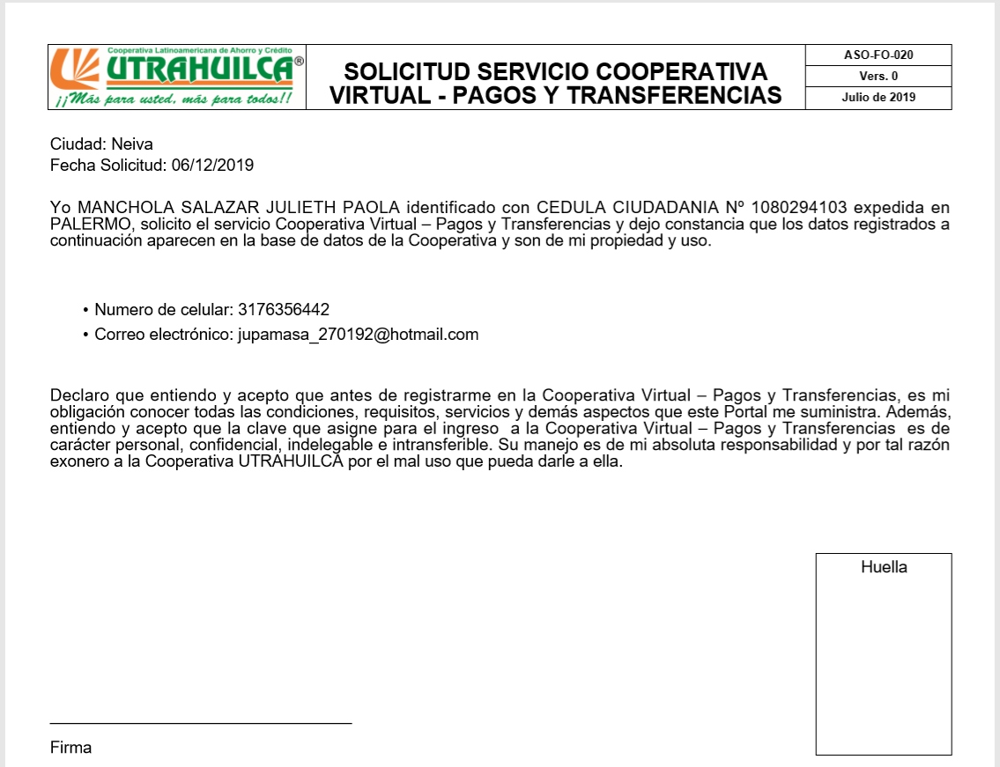 Cooperativa Latinoamericana de Ahorro y Crédito
UTRAHUILCA®
¡¡Más para usted, más para todos!!
SOLICITUD SERVICIO COOPERATIVA
VIRTUAL - PAGOS Y TRANSFERENCIAS
ASO-FO-020
Vers. 0
Julio de 2019
Ciudad: Neiva
Fecha Solicitud: 06/12/2019
Yo MANCHOLA SALAZAR JULIETH PAOLA identificado con CEDULA CIUDADANIA Nº 1080294103 expedida en
PALERMO, solicito el servicio Cooperativa Virtual – Pagos y Transferencias y dejo constancia que los datos registrados a
continuación aparecen en la base de datos de la Cooperativa y son de mi propiedad y uso.
• Numero de celular: 3176356442
• Correo electrónico: jupamasa_270192@hotmail.com
Declaro que entiendo y acepto que antes de registrarme en la Cooperativa Virtual – Pagos y Transferencias, es mi
obligación conocer todas las condiciones, requisitos, servicios y demás aspectos que este Portal me suministra. Además,
entiendo y acepto que la clave que asigne para el ingreso a la Cooperativa Virtual – Pagos y Transferencias es de
carácter personal, confidencial, indelegable e intransferible. Su manejo es de mi absoluta responsabilidad y por tal razón
exonero a la Cooperativa UTRAHUILCA por el mal uso que pueda darle a ella.
Huella
Firma